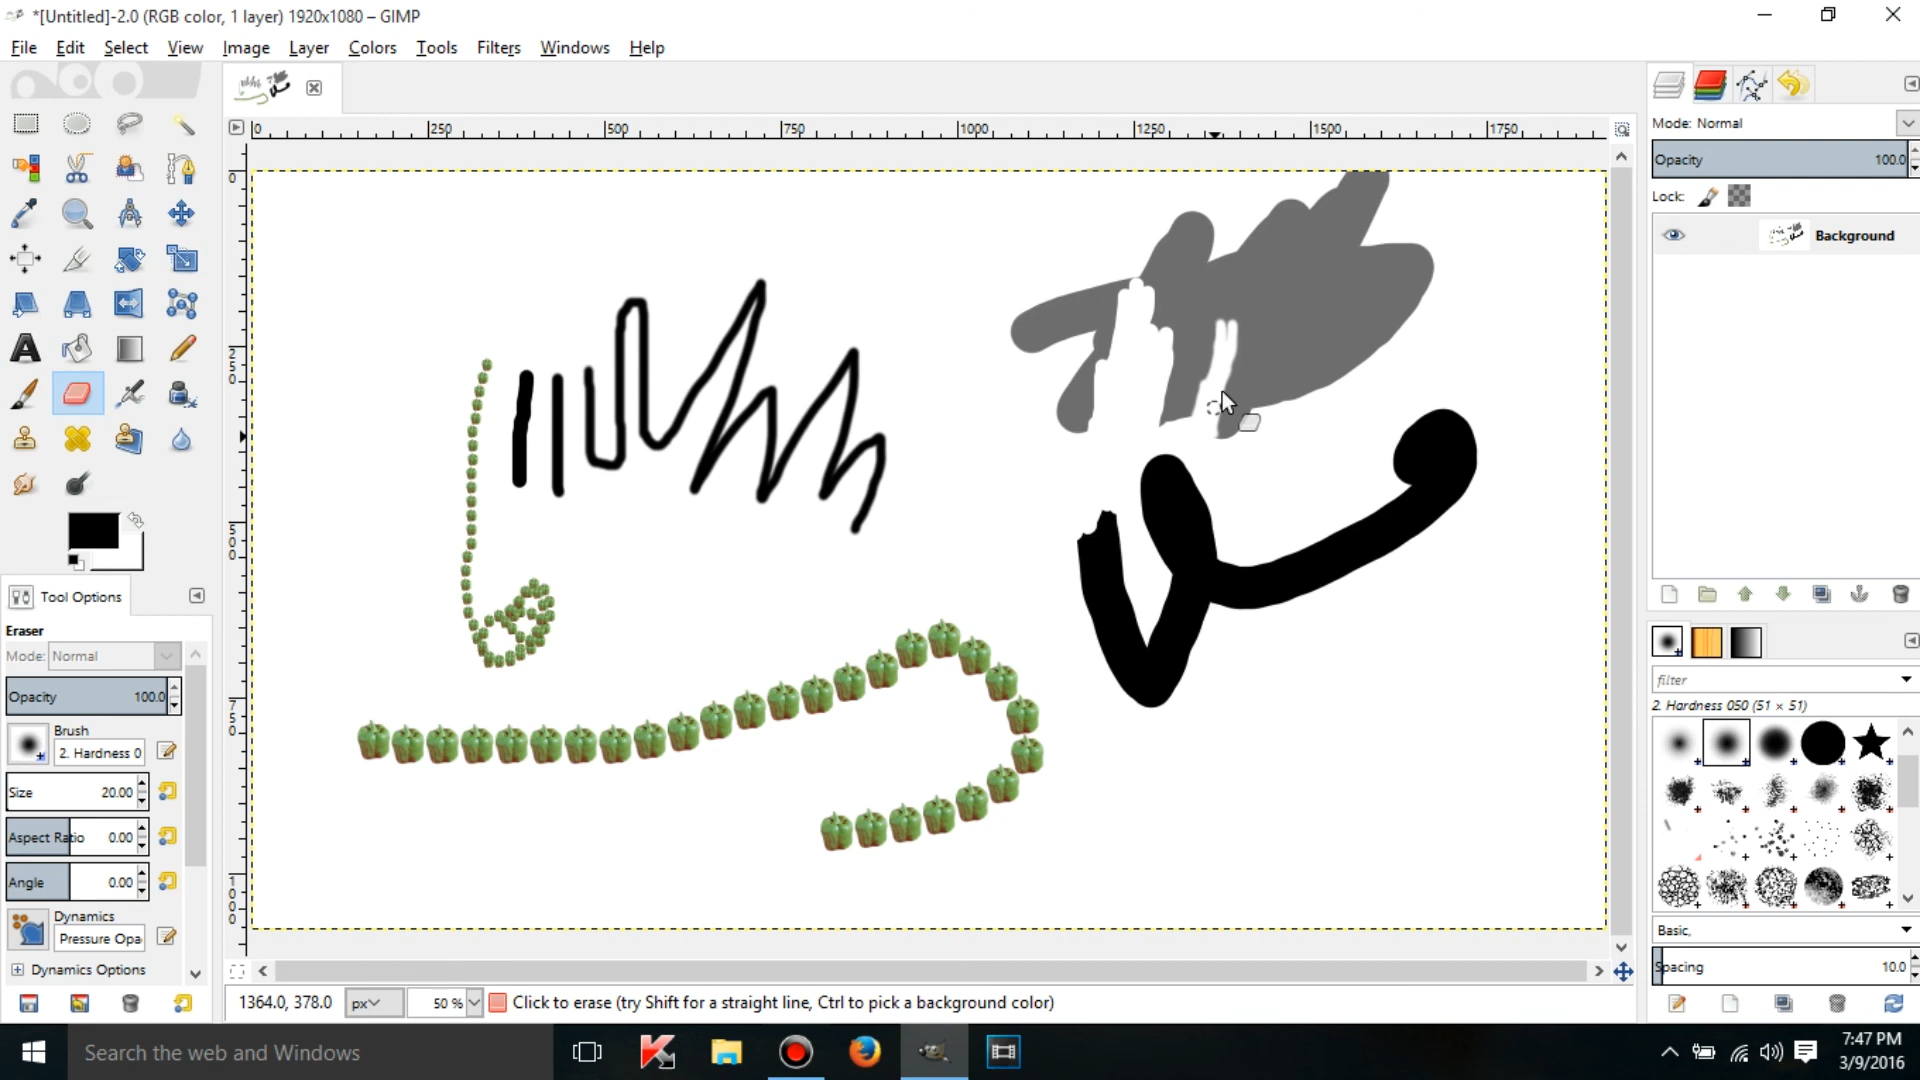 *[Untitled]-2.0 (RGB color, 1 layer) 1920x1080 – GIMP
File Edit Select View Image Layer Colors Tools Filters Windows Help
0 250 500 750 1000 1250 1500 1750
Mode: Normal
Opacity 100.0
Lock:
Background
0
250
500
750
1000
Tool Options
Eraser
Mode: Normal
Opacity 100.0
Brush
2. Hardness 0
Size 20.00
Aspect Ratio 0.00
Angle 0.00
Dynamics
Pressure Opa
Dynamics Options
filter
2. Hardness 050 (51 × 51)
Basic,
Spacing 10.0
1364.0, 378.0 px 50 % Click to erase (try Shift for a straight line, Ctrl to pick a background color)
Search the web and Windows
7:47 PM
3/9/2016